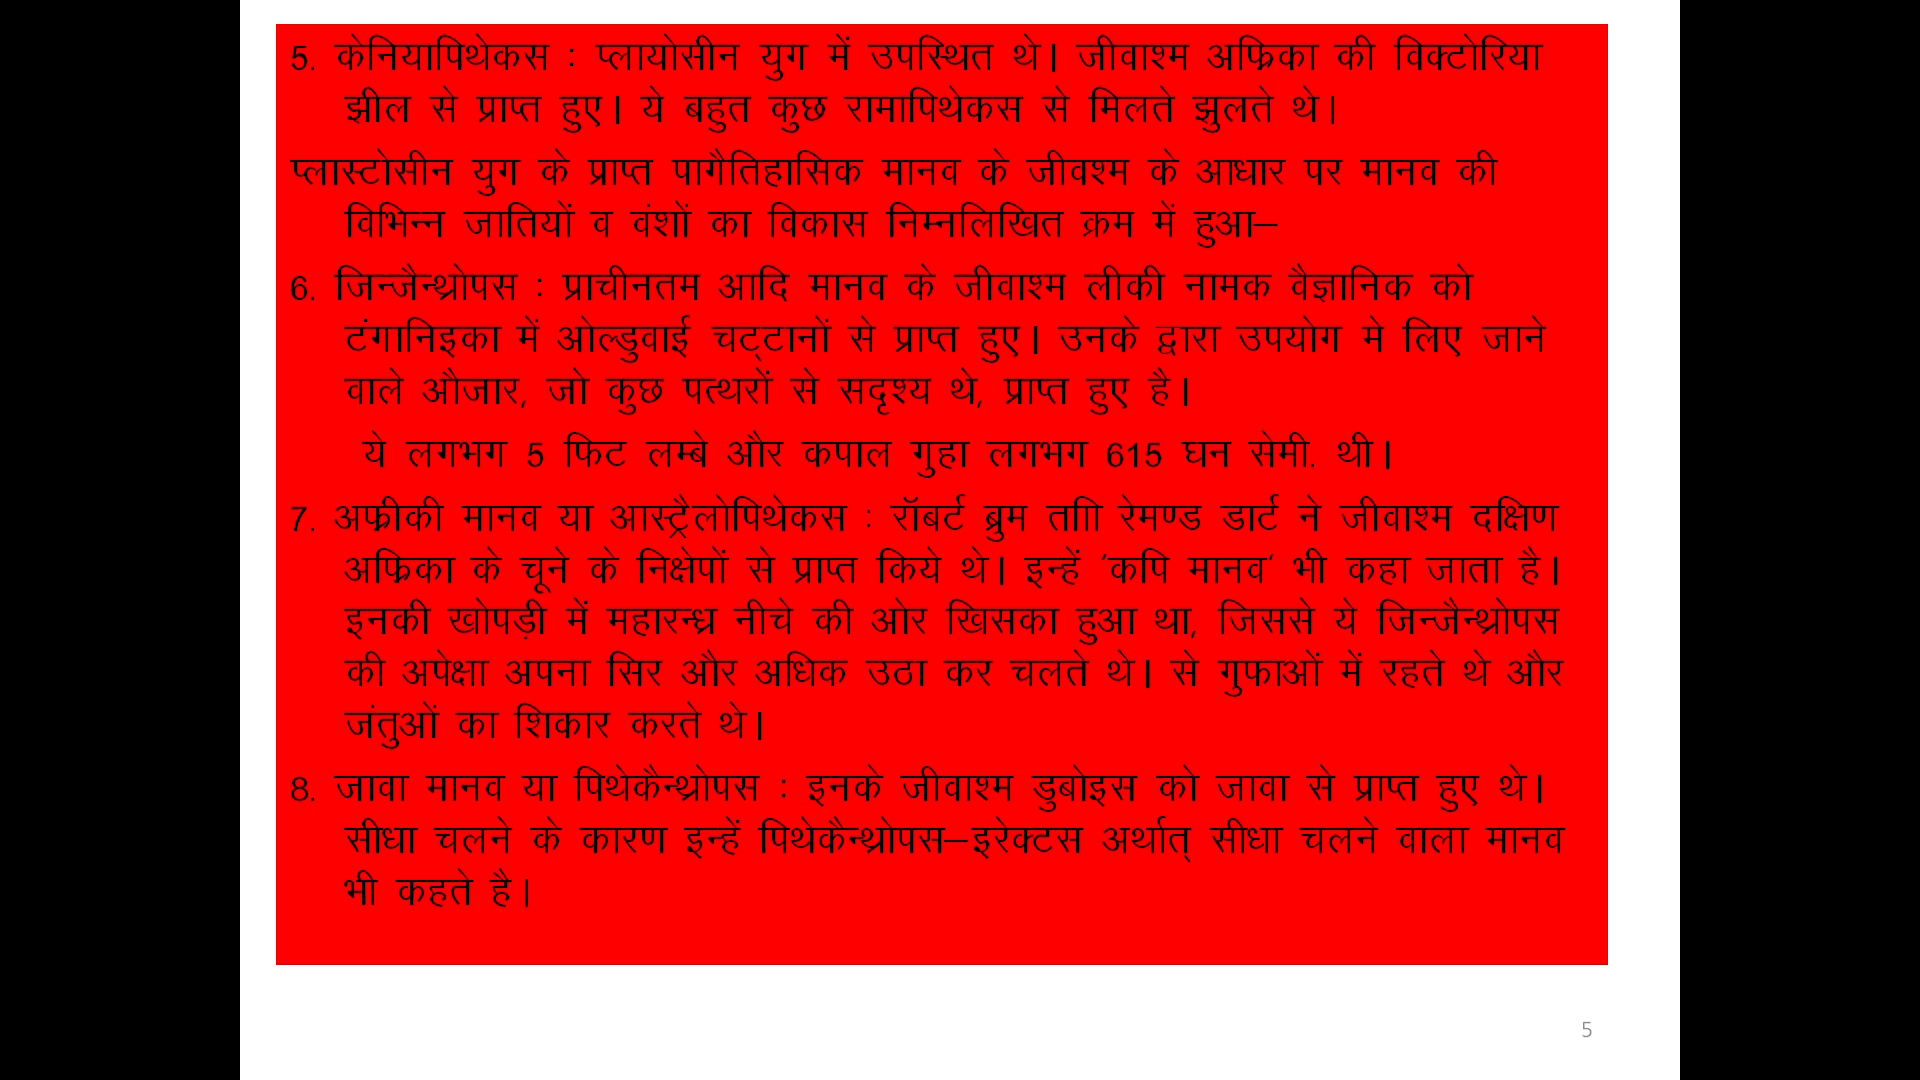 5. केनियापिथेकस : प्लायोसीन युग में उपस्थित थे। जीवाश्म अफ्रिका की विक्टोरिया
झील से प्राप्त हुए। ये बहुत कुछ रामापिथेकस से मिलते झुलते थे।
प्लास्टोसीन युग के प्राप्त पागैतिहासिक मानव के जीवश्म के आधार पर मानव की
विभिन्न जातियों व वंशों का विकास निम्नलिखित क्रम में हुआ–
6. जिन्जैन्थ्रोपस : प्राचीनतम आदि मानव के जीवाश्म लीकी नामक वैज्ञानिक को
टंगानिइका में ओल्डुवाई चट्टानों से प्राप्त हुए। उनके द्वारा उपयोग मे लिए जाने
वाले औजार, जो कुछ पत्थरों से सदृश्य थे, प्राप्त हुए है।
ये लगभग 5 फिट लम्बे और कपाल गुहा लगभग 615 घन सेमी. थी।
7. अफ्रीकी मानव या आस्ट्रैलोपिथेकस : रॉबर्ट ब्रुम तााि रेमण्ड डार्ट ने जीवाश्म दक्षिण
अफ्रिका के चूने के निक्षेपों से प्राप्त किये थे। इन्हें 'कपि मानव' भी कहा जाता है।
इनकी खोपड़ी में महारन्ध्र नीचे की ओर खिसका हुआ था, जिससे ये जिन्जैन्थ्रोपस
की अपेक्षा अपना सिर और अधिक उठा कर चलते थे। से गुफाओं में रहते थे और
जंतुओं का शिकार करते थे।
8. जावा मानव या पिथेकैन्थ्रोपस : इनके जीवाश्म डुबोइस को जावा से प्राप्त हुए थे।
सीधा चलने के कारण इन्हें पिथेकैन्थ्रोपस–इरेक्टस अर्थात् सीधा चलने वाला मानव
भी कहते है।
5